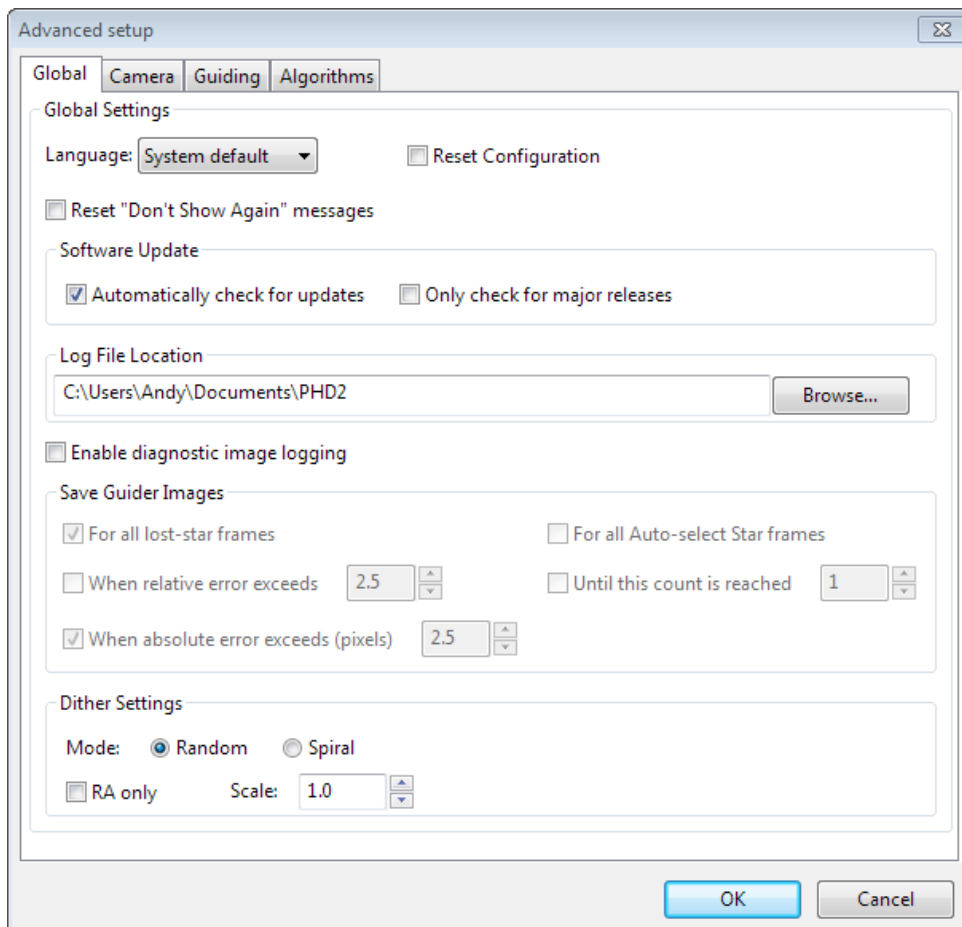 Advanced setup
Global Camera Guiding Algorithms
Global Settings
Language: System default Reset Configuration
Reset "Don't Show Again" messages
Software Update
Automatically check for updates Only check for major releases
Log File Location
C:\Users\Andy\Documents\PHD2 Browse...
Enable diagnostic image logging
Save Guider Images
For all lost-star frames For all Auto-select Star frames
When relative error exceeds 2.5 Until this count is reached 1
When absolute error exceeds (pixels) 2.5
Dither Settings
Mode: Random Spiral
RA only Scale: 1.0
OK Cancel